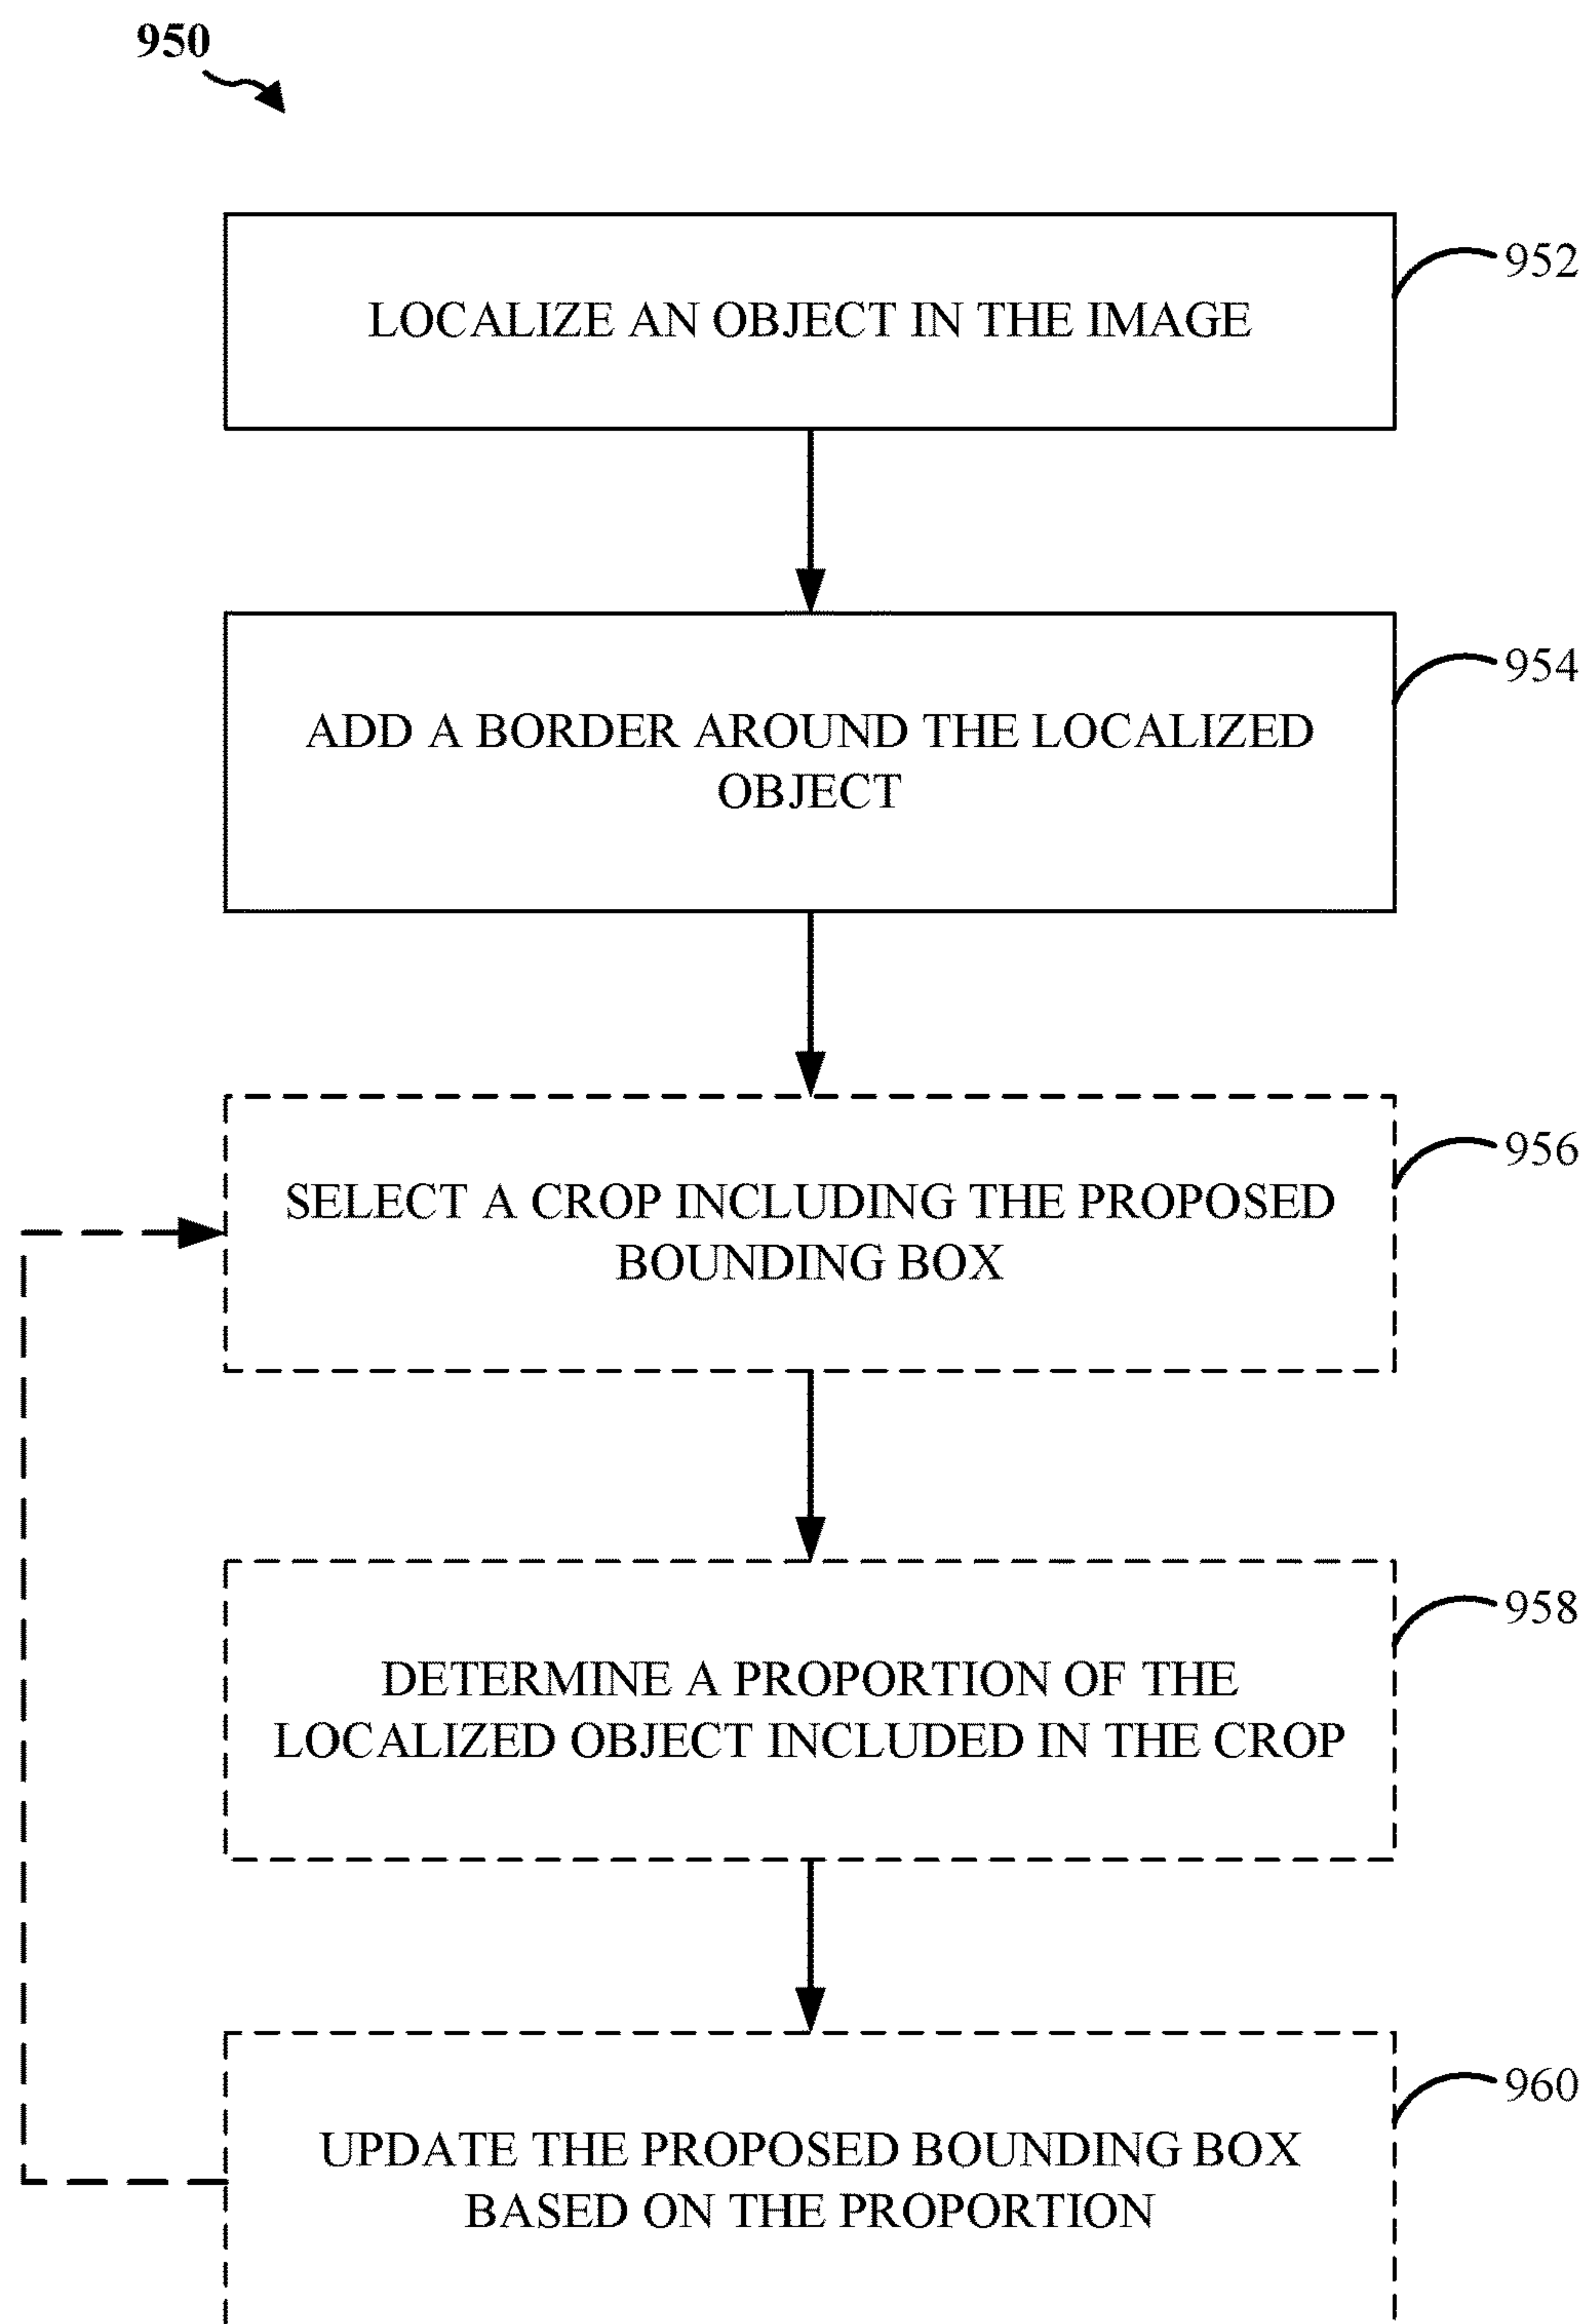 950
LOCALIZE AN OBJECT IN THE IMAGE
952
ADD A BORDER AROUND THE LOCALIZED
OBJECT
954
SELECT A CROP INCLUDING THE PROPOSED
BOUNDING BOX
956
DETERMINE A PROPORTION OF THE
LOCALIZED OBJECT INCLUDED IN THE CROP
958
UPDATE THE PROPOSED BOUNDING BOX
BASED ON THE PROPORTION
960